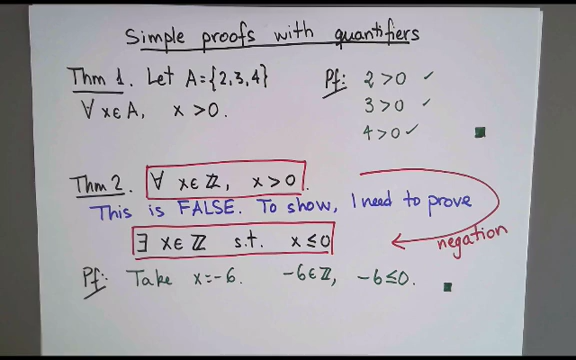 Simple proofs with quantifiers
Thm 1. Let A={2,3,4}
∀ x∈A, x >0.
Pf: 2>0 ✓
3>0 ✓
4>0 ✓ ■
Thm 2. ∀ x∈ℤ, x>0.
This is FALSE. To show, I need to prove
∃ x∈ℤ s.t. x≤0
negation
Pf: Take x=-6. -6∈ℤ, -6≤0. ■